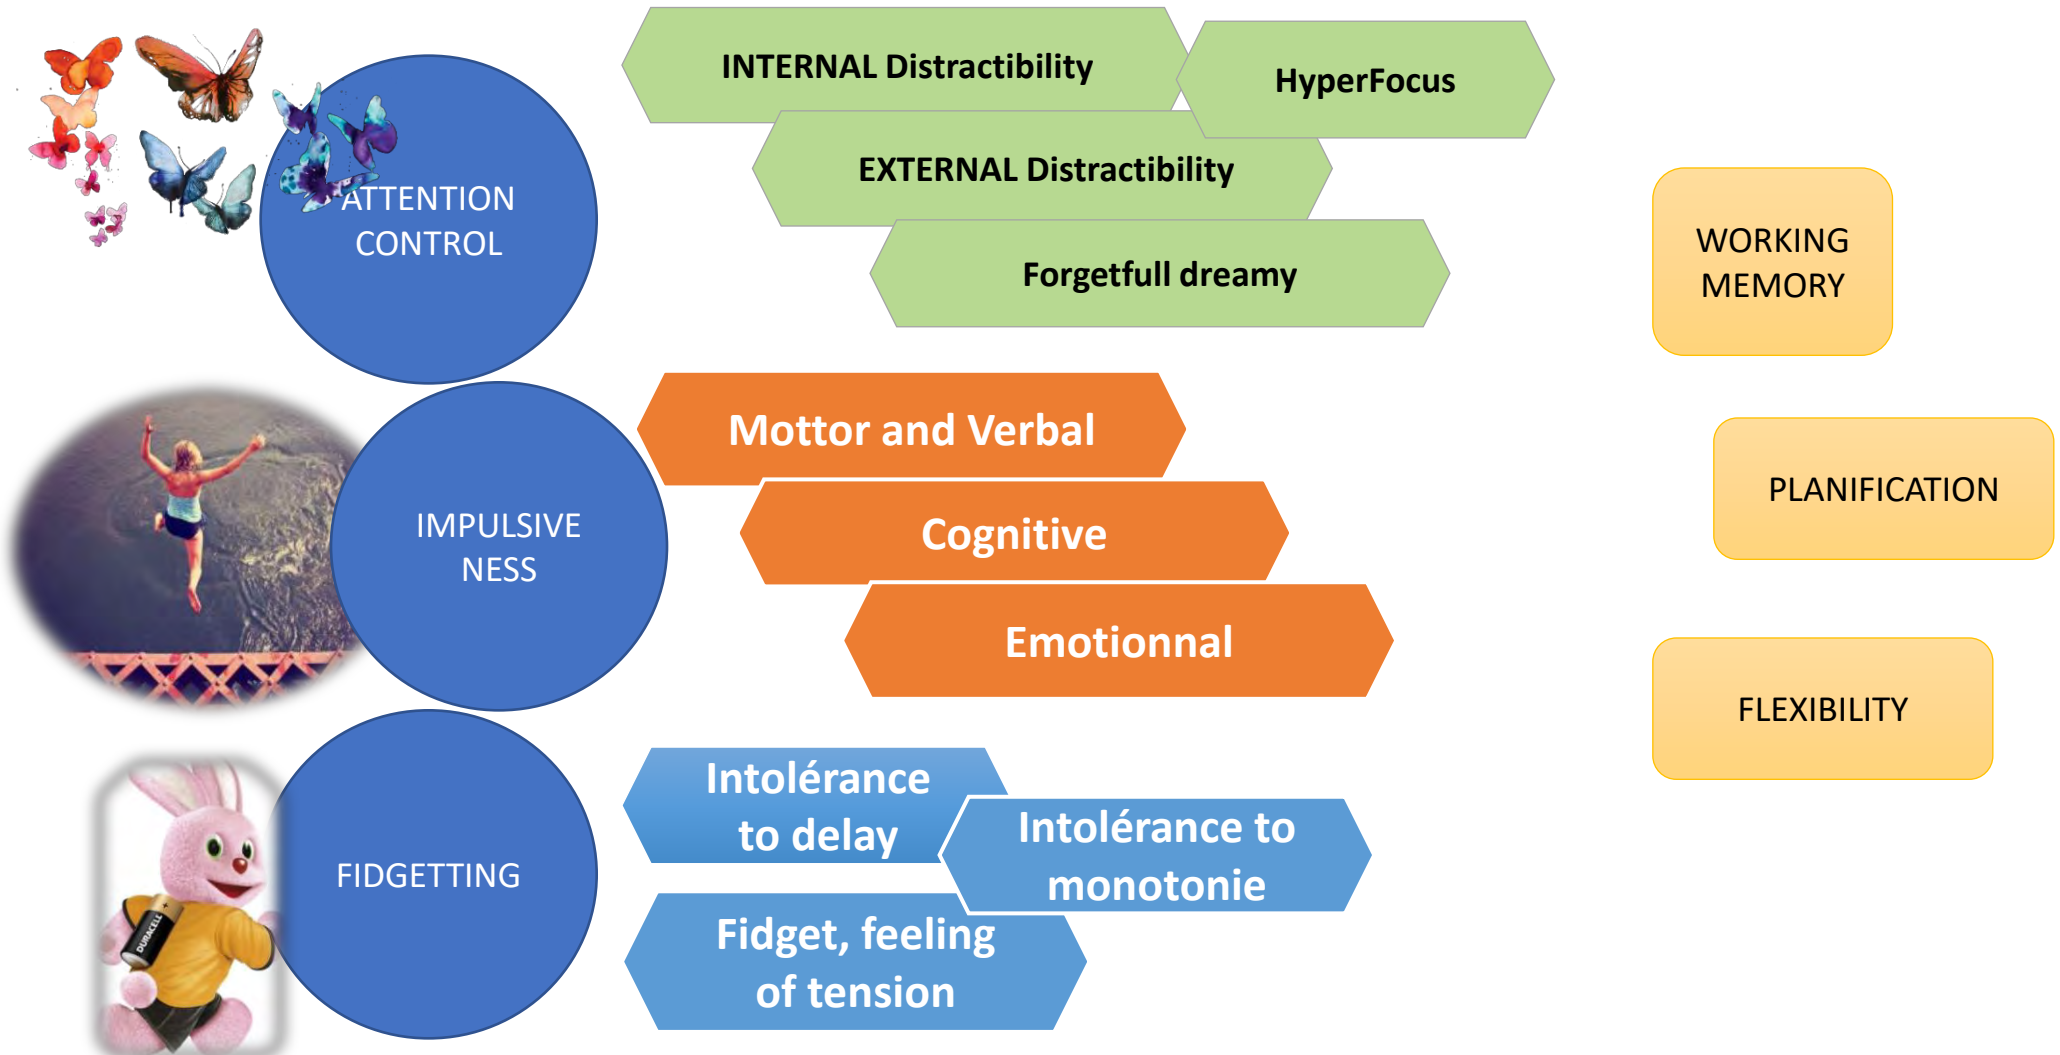 INTERNAL Distractibility
HyperFocus
EXTERNAL Distractibility
Forgetfull dreamy
ATTENTION
CONTROL
WORKING
MEMORY
Mottor and Verbal
Cognitive
Emotionnal
IMPULSIVE
NESS
PLANIFICATION
FLEXIBILITY
Intolérance
to delay
Intolérance to
monotonie
Fidget, feeling
of tension
FIDGETTING
DURACELL